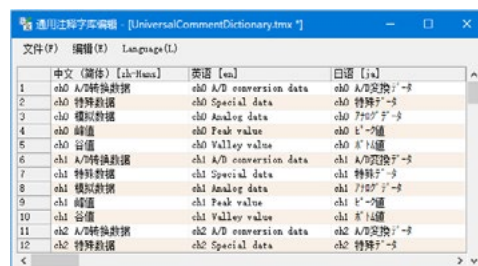 通用注释字库编辑 - [UniversalCommentDictionary.tmx *]
文件(F) 编辑(E) Language(L)
中文 (简体) [zh-Hans] 英语 [en] 日语 [ja]
1 ch0 A/D转换数据 ch0 A/D conversion data ch0 A/D変換ﾃﾞｰﾀ
2 ch0 特殊数据 ch0 Special data ch0 特殊ﾃﾞｰﾀ
3 ch0 模拟数据 ch0 Analog data ch0 ｱﾅﾛｸﾞﾃﾞｰﾀ
4 ch0 峰值 ch0 Peak value ch0 ﾋﾟｰｸ値
5 ch0 谷值 ch0 Valley value ch0 ﾎﾞﾄﾑ値
6 ch1 A/D转换数据 ch1 A/D conversion data ch1 A/D変換ﾃﾞｰﾀ
7 ch1 特殊数据 ch1 Special data ch1 特殊ﾃﾞｰﾀ
8 ch1 模拟数据 ch1 Analog data ch1 ｱﾅﾛｸﾞﾃﾞｰﾀ
9 ch1 峰值 ch1 Peak value ch1 ﾋﾟｰｸ値
10 ch1 谷值 ch1 Valley value ch1 ﾎﾞﾄﾑ値
11 ch2 A/D转换数据 ch2 A/D conversion data ch2 A/D変換ﾃﾞｰﾀ
12 ch2 特殊数据 ch2 Special data ch2 特殊ﾃﾞｰﾀ